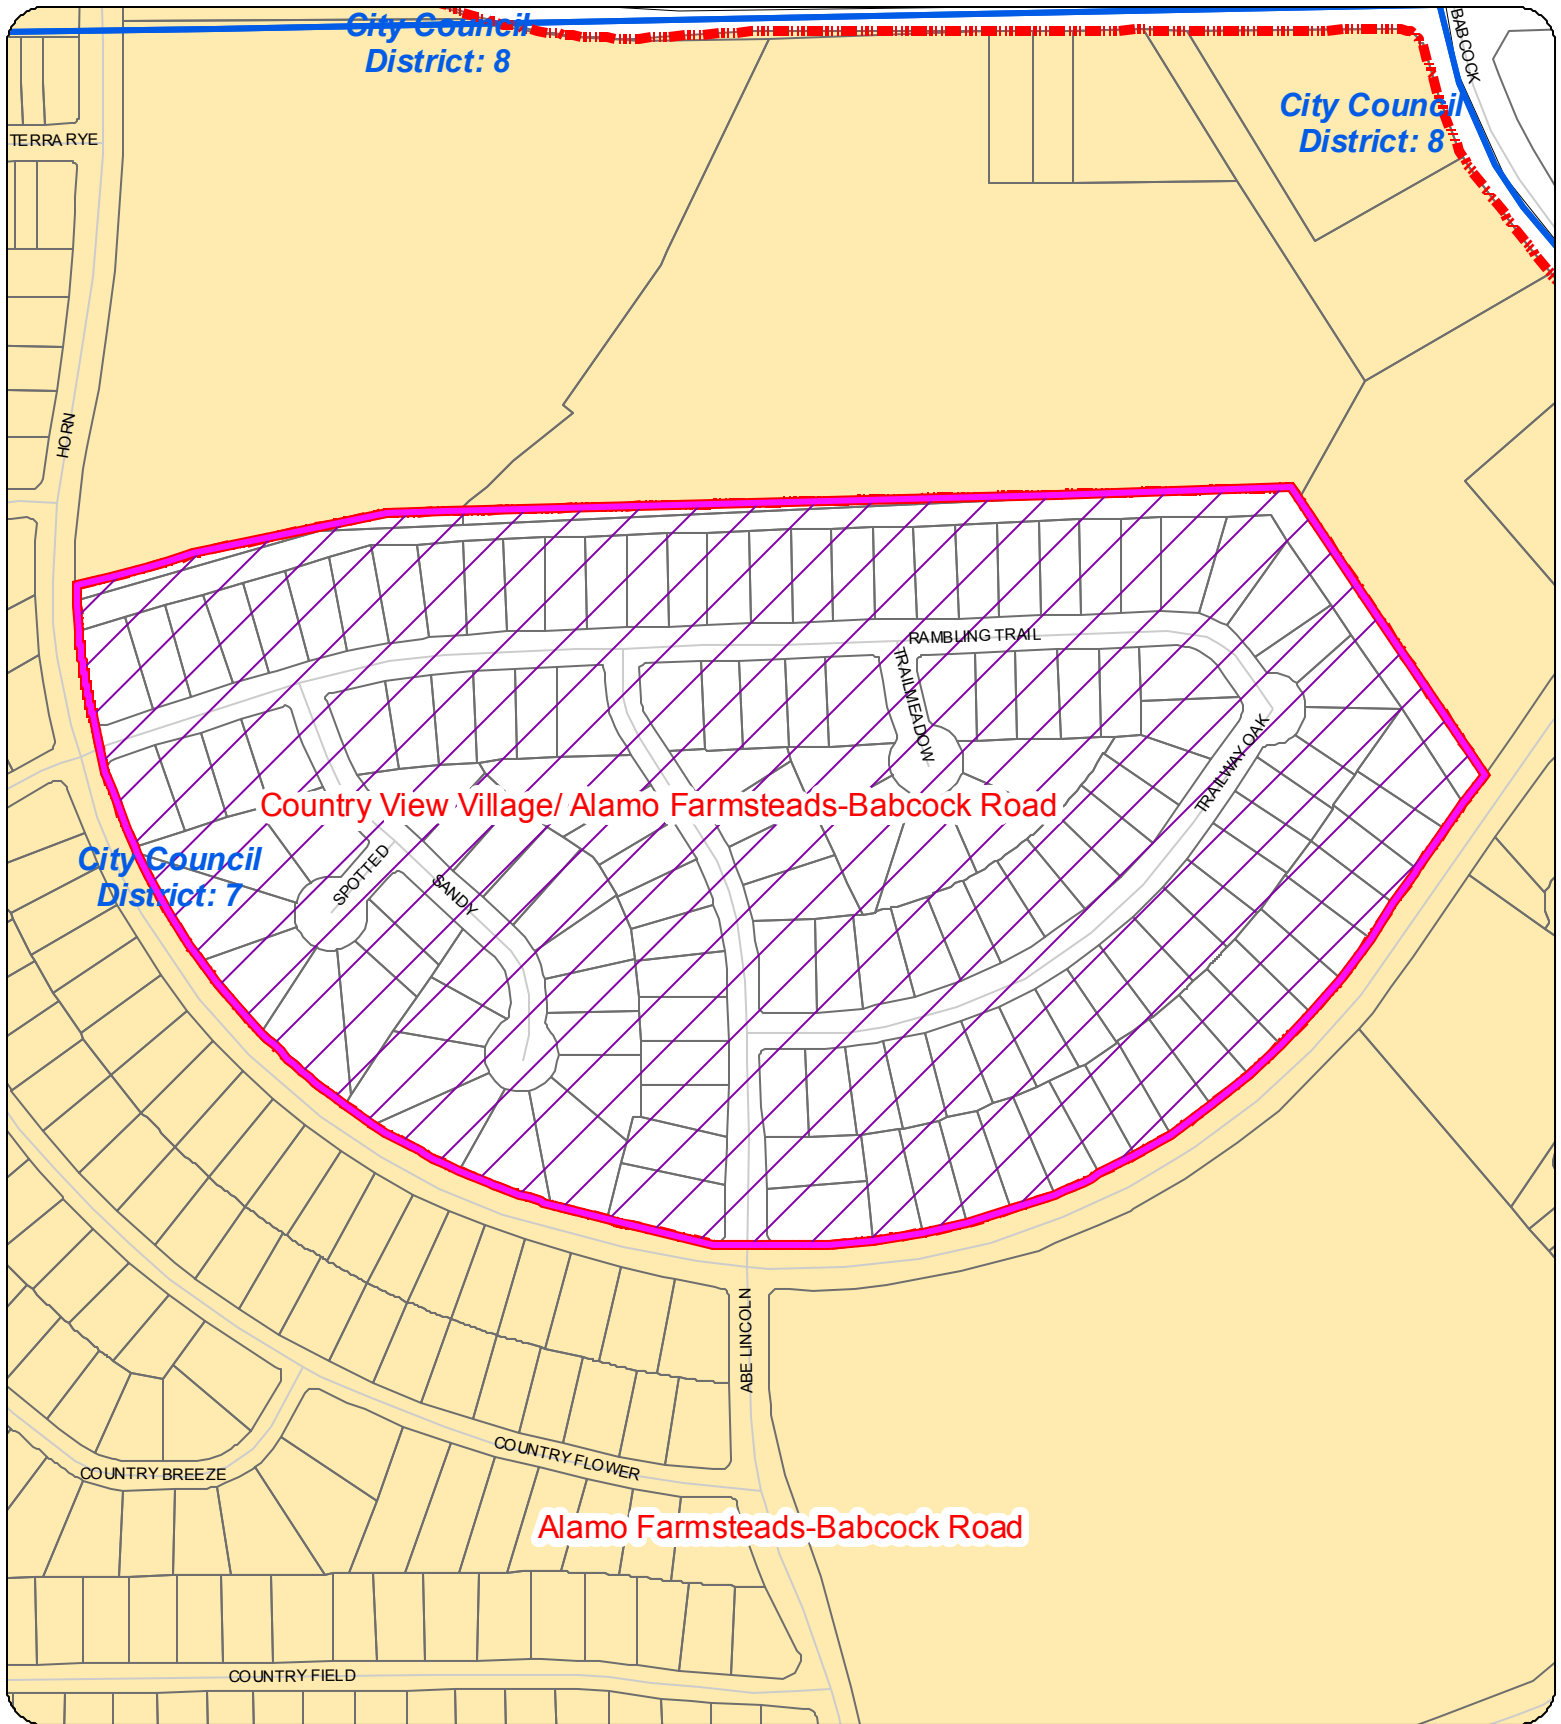 City Council
District: 8
BABCOCK
City Council
District: 8
TERRA RYE
HORN
RAMBLING TRAIL
TRAILMEADOW
TRAILWAY OAK
Country View Village/ Alamo Farmsteads-Babcock Road
City Council
District: 7
SPOTTED
SANDY
ABE LINCOLN
COUNTRY FLOWER
COUNTRY BREEZE
Alamo Farmsteads-Babcock Road
COUNTRY FIELD